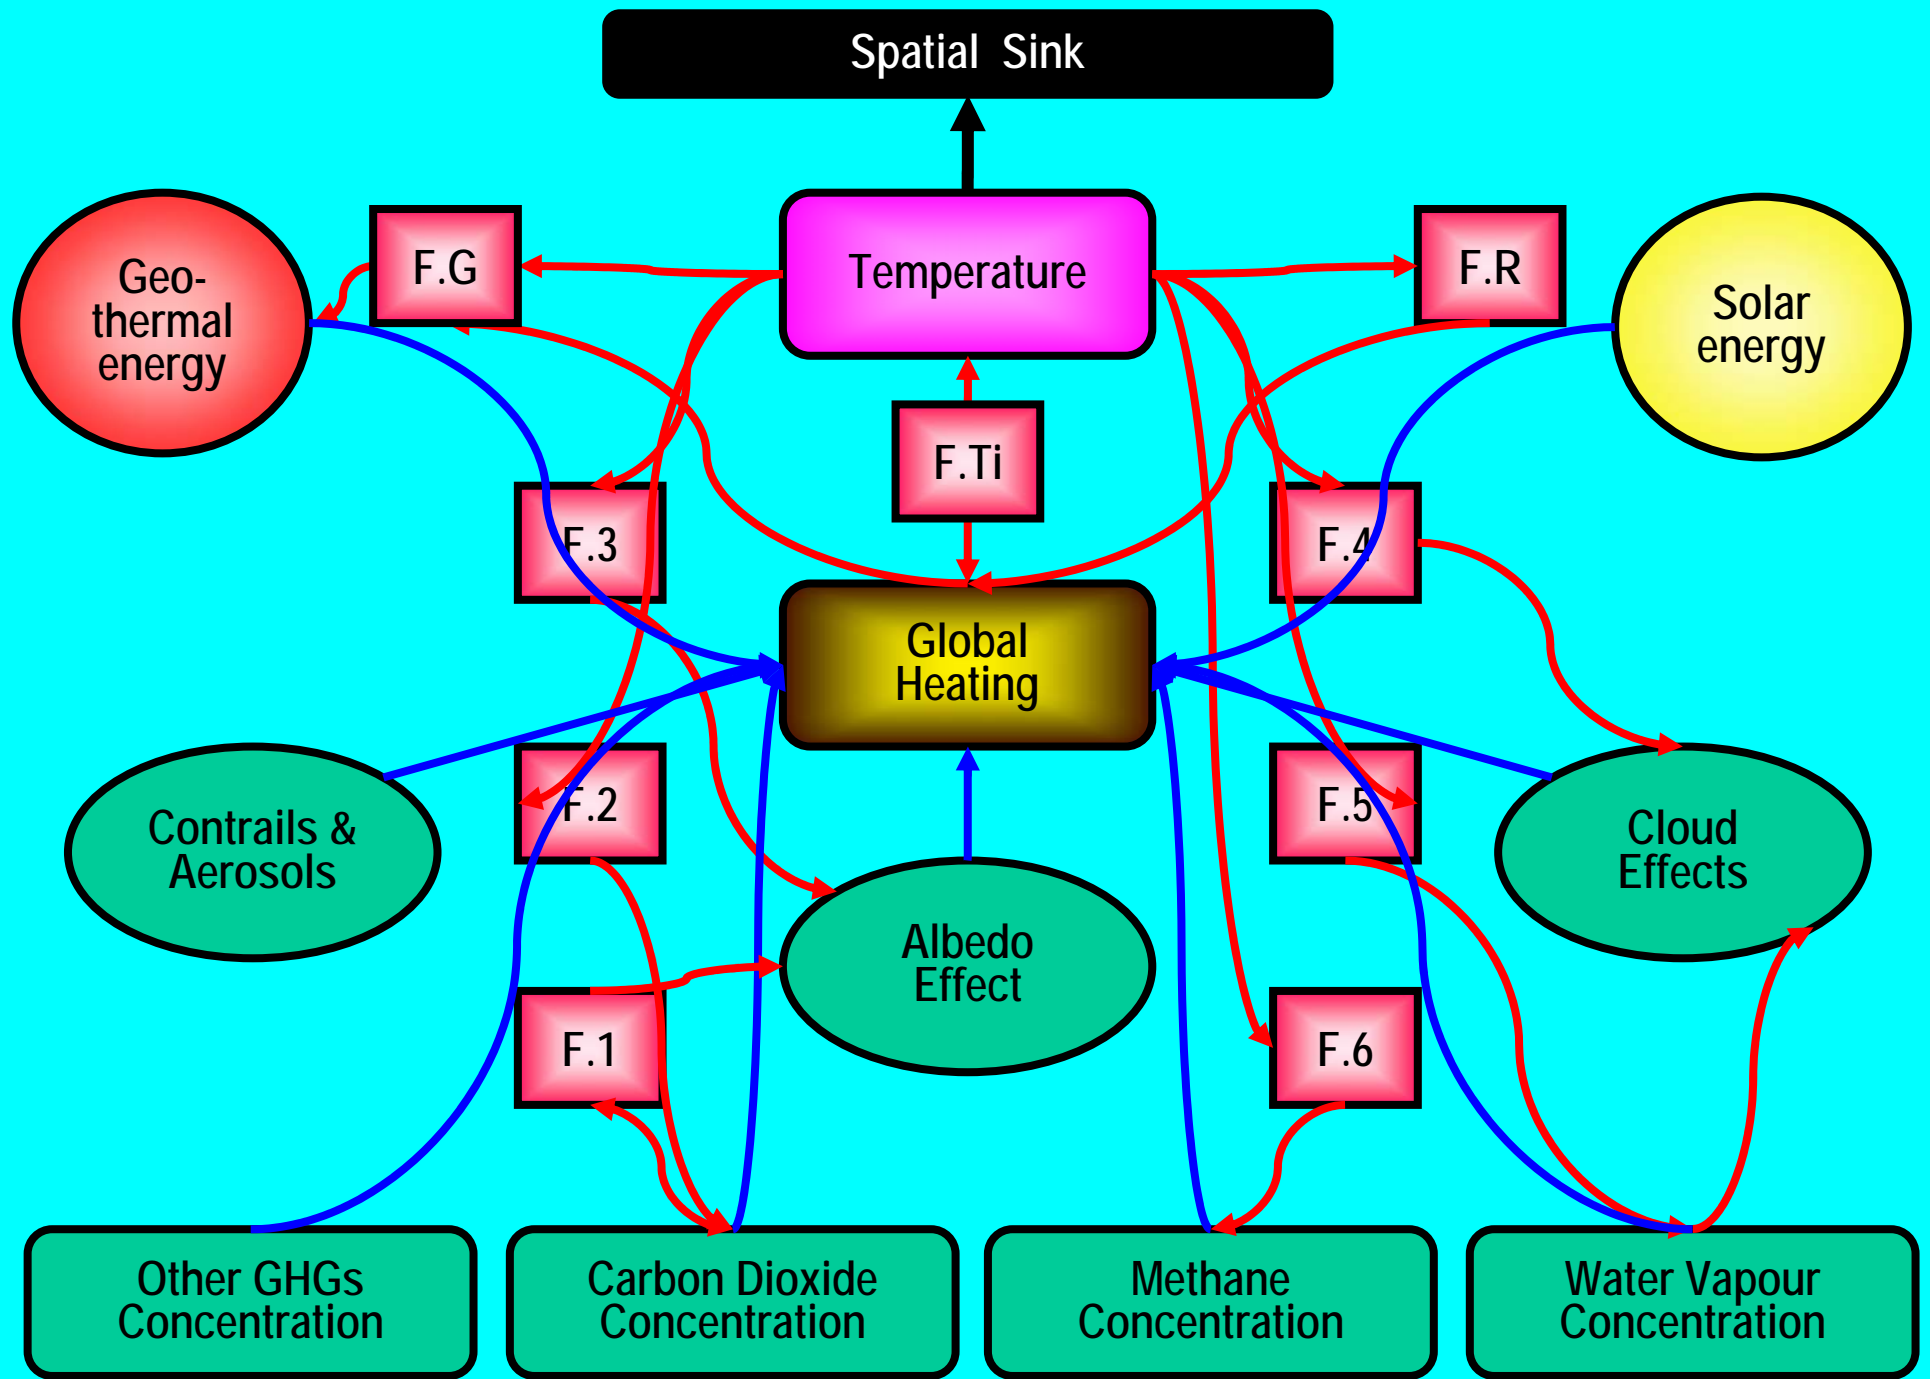 Spatial Sink
Geo-
thermal
energy
F.G
Temperature
F.R
Solar
energy
F.Ti
F.3
F.4
Global
Heating
Contrails &
Aerosols
F.2
F.5
Cloud
Effects
Albedo
Effect
F.1
F.6
Other GHGs
Concentration
Carbon Dioxide
Concentration
Methane
Concentration
Water Vapour
Concentration